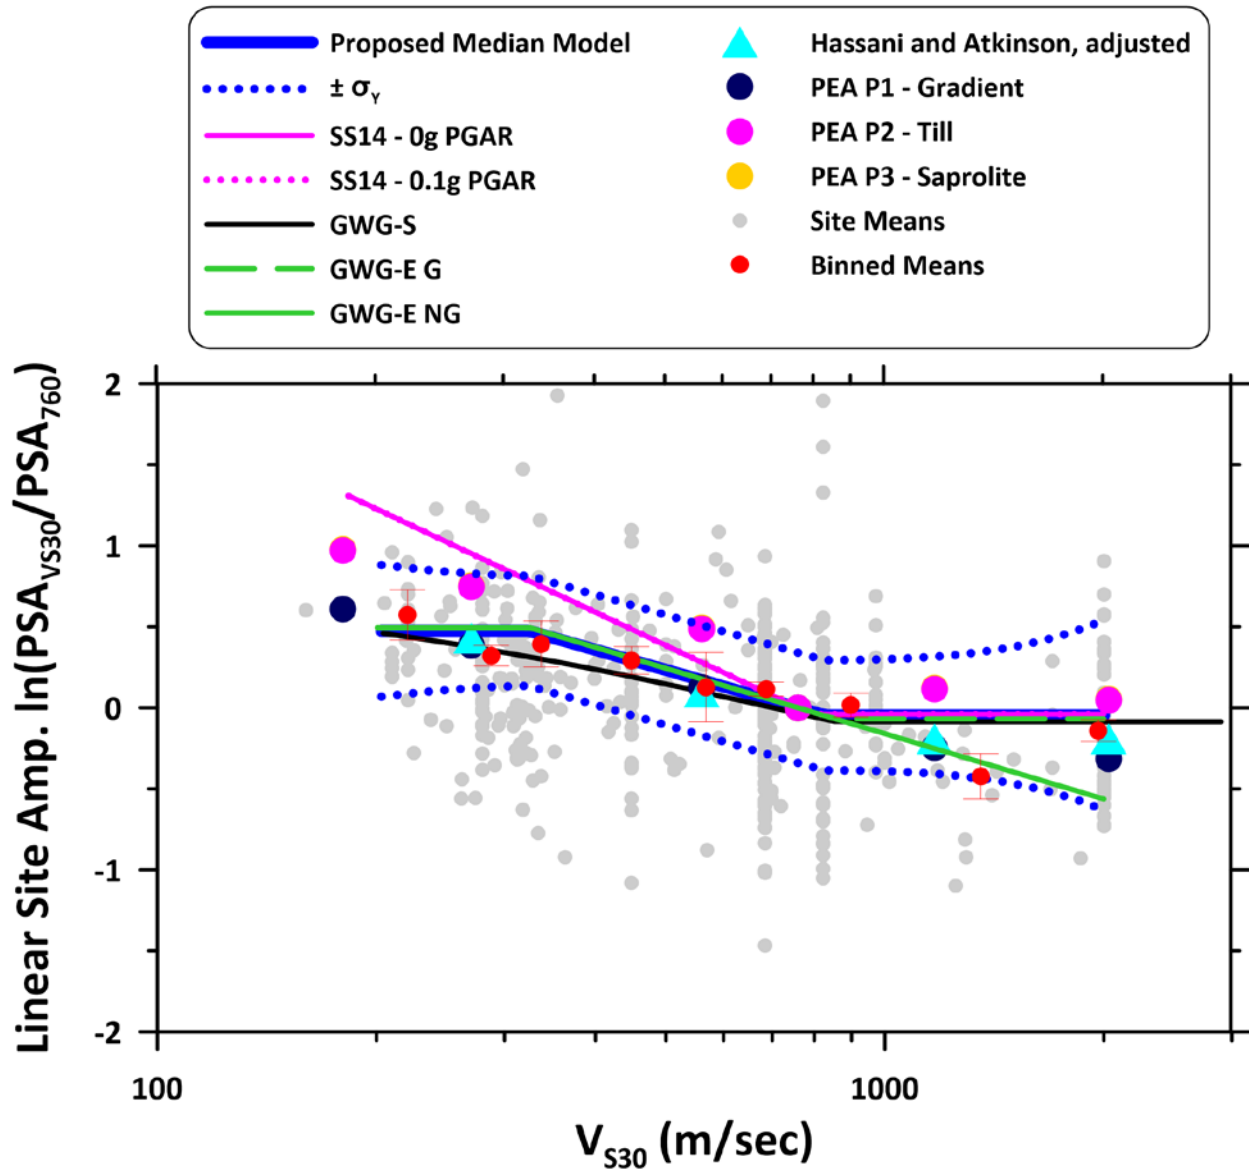 Proposed Median Model
± σY
SS14 - 0g PGAR
SS14 - 0.1g PGAR
GWG-S
GWG-E G
GWG-E NG
Hassani and Atkinson, adjusted
PEA P1 - Gradient
PEA P2 - Till
PEA P3 - Saprolite
Site Means
Binned Means
Linear Site Amp. ln(PSAVS30/PSA760)
2
1
0
-1
-2
100
1000
VS30 (m/sec)